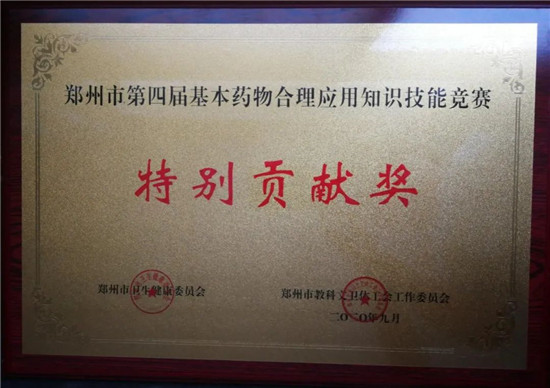 郑州市第四届基本药物合理应用知识技能竞赛
特别贡献奖
郑州市卫生健康委员会
郑州市教科文卫体工会工作委员会
二〇二〇年九月